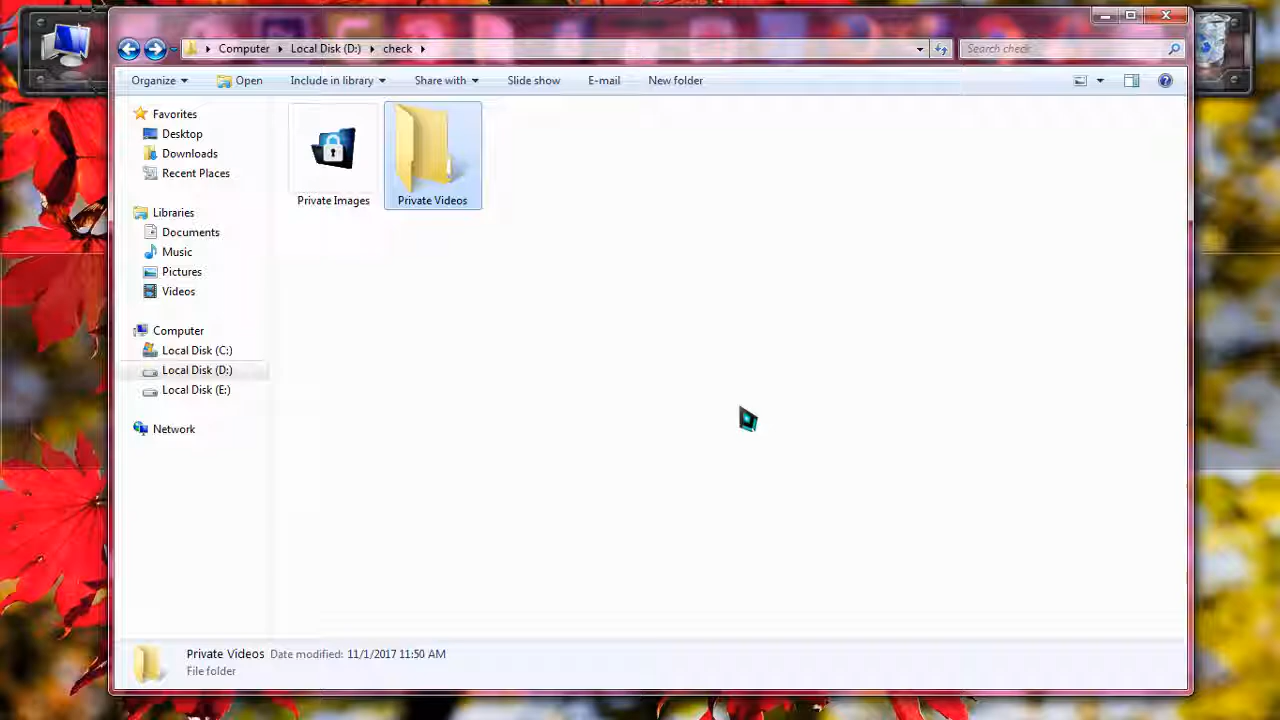 Computer Local Disk (D:) check
Search check
Organize Open Include in library Share with Slide show E-mail New folder
Favorites
Desktop
Downloads
Recent Places
Libraries
Documents
Music
Pictures
Videos
Computer
Local Disk (C:)
Local Disk (D:)
Local Disk (E:)
Network
Private Images
Private Videos
Private Videos Date modified: 11/1/2017 11:50 AM
File folder